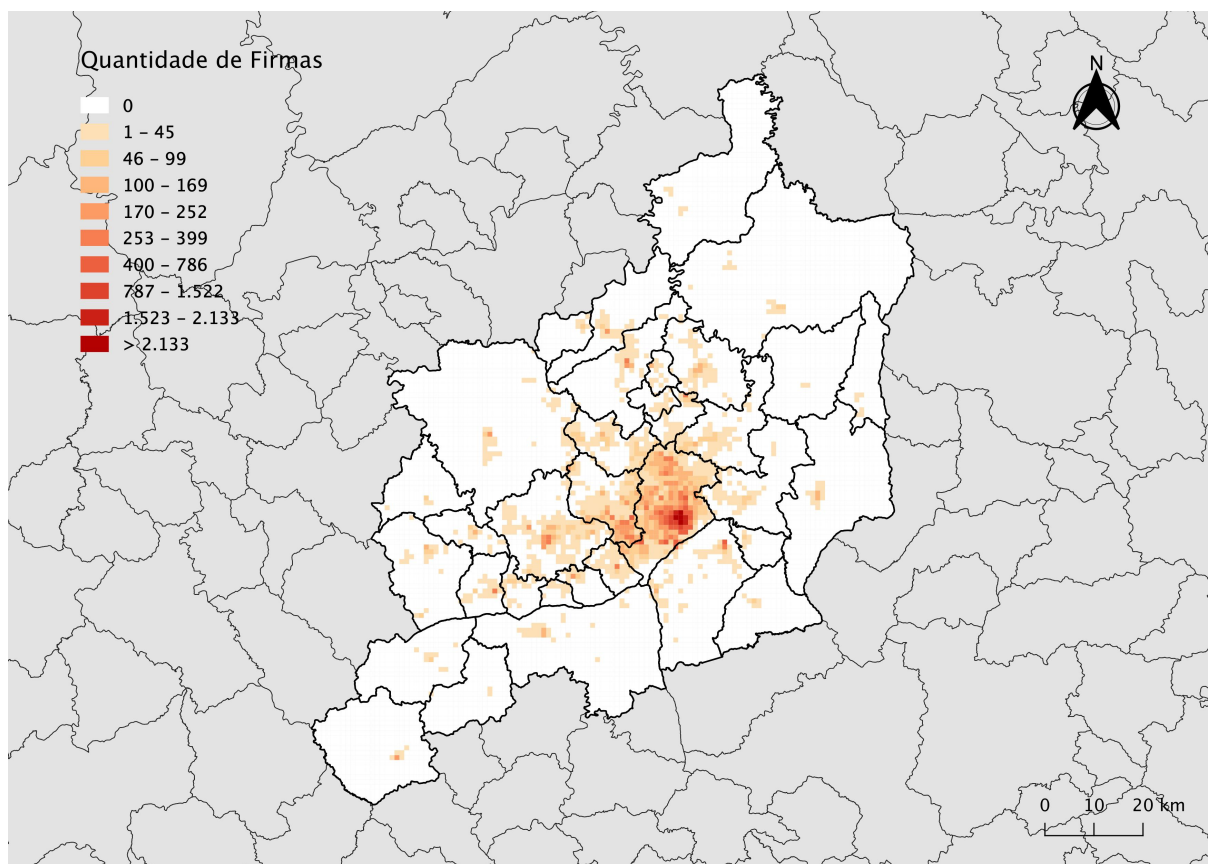 Quantidade de Firmas
0
1 – 45
46 – 99
100 – 169
170 – 252
253 – 399
400 – 786
787 – 1.522
1.523 – 2.133
> 2.133
N
0 10 20 km